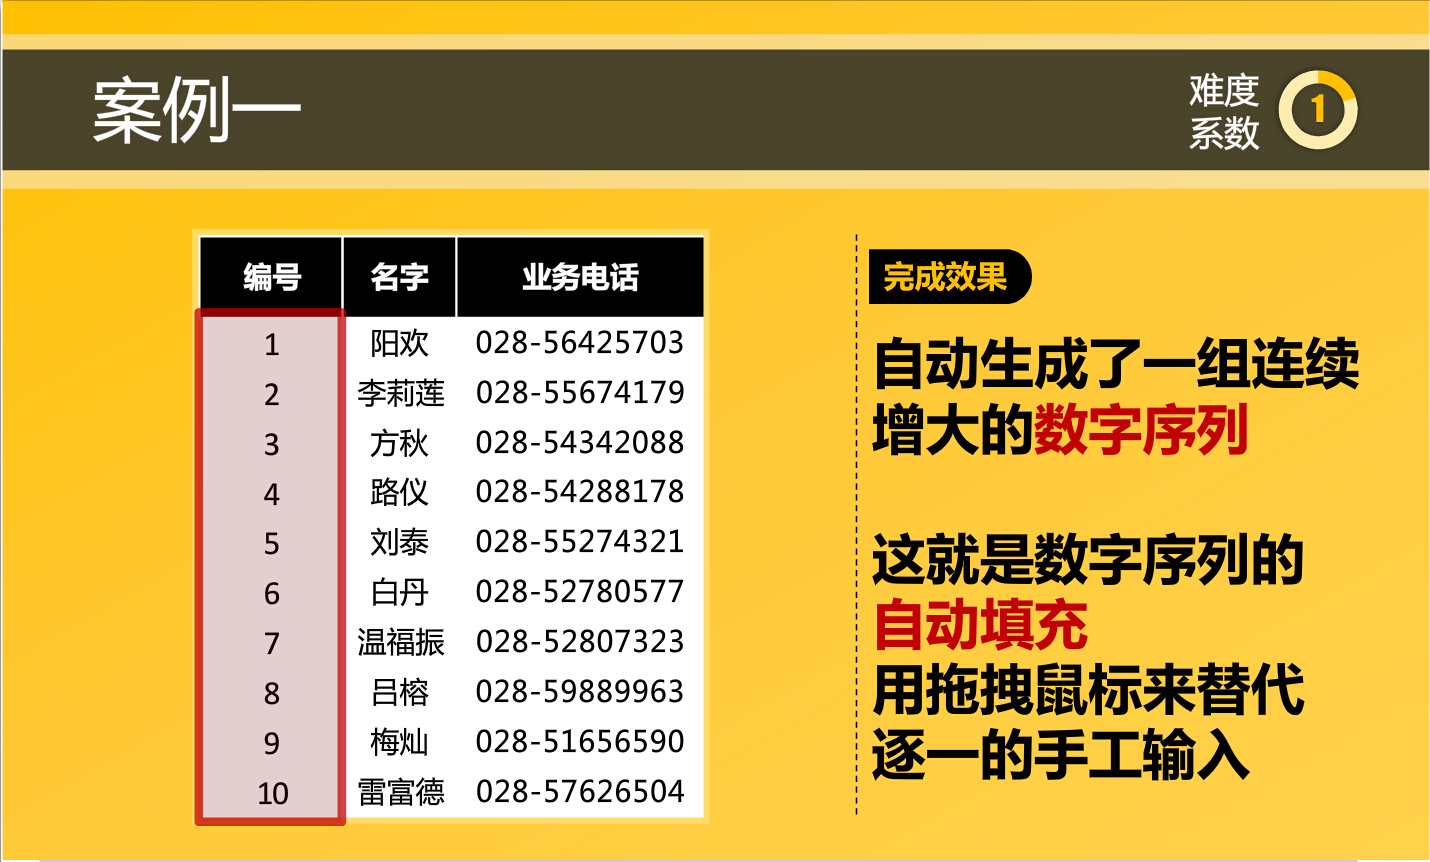 案例一
难度
系数
1
编号 名字 业务电话
1 阳欢 028-56425703
2 李莉莲 028-55674179
3 方秋 028-54342088
4 路仪 028-54288178
5 刘泰 028-55274321
6 白丹 028-52780577
7 温福振 028-52807323
8 吕榕 028-59889963
9 梅灿 028-51656590
10 雷富德 028-57626504
完成效果
自动生成了一组连续
增大的数字序列
这就是数字序列的
自动填充
用拖拽鼠标来替代
逐一的手工输入